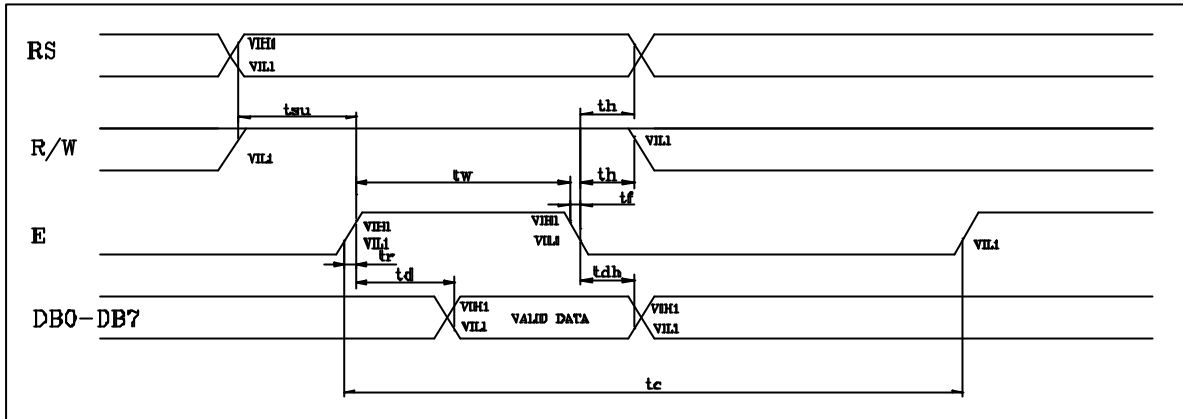 RS
VIH1
VIL1
tsu
th
R/W
VIL1
VIL1
tw
th
tf
E
VIH1
VIL1
VIH1
VIL1
VIL1
tr
td
tdh
DB0-DB7
VIH1
VIL1
VALID DATA
VIH1
VIL1
tc